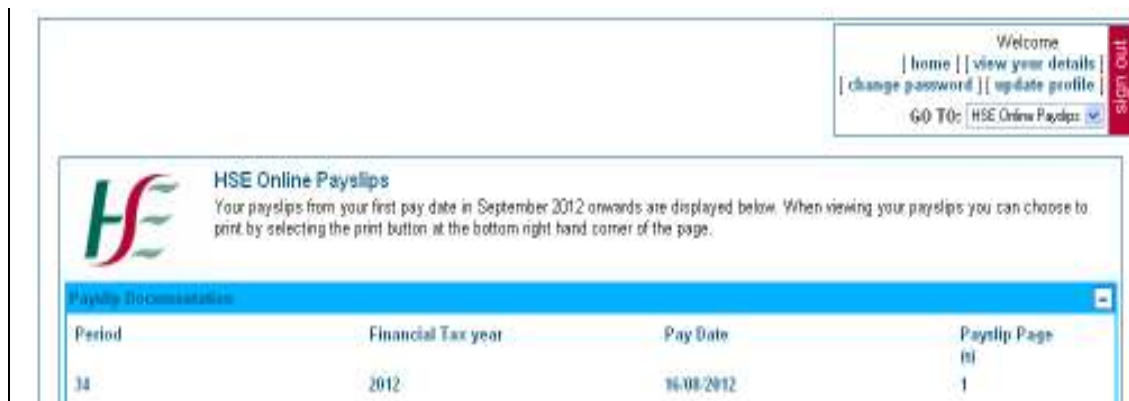 Welcome
[ home ] [ view your details ]
[ change password ] [ update profile ]
GO TO: HSE Online Payslips
sign out
HSE
HSE Online Payslips
Your payslips from your first pay date in September 2012 onwards are displayed below. When viewing your payslips you can choose to
print by selecting the print button at the bottom right hand corner of the page.
Payslip Documentation
Period Financial Tax year Pay Date Payslip Page
(s)
34 2012 16/08/2012 1